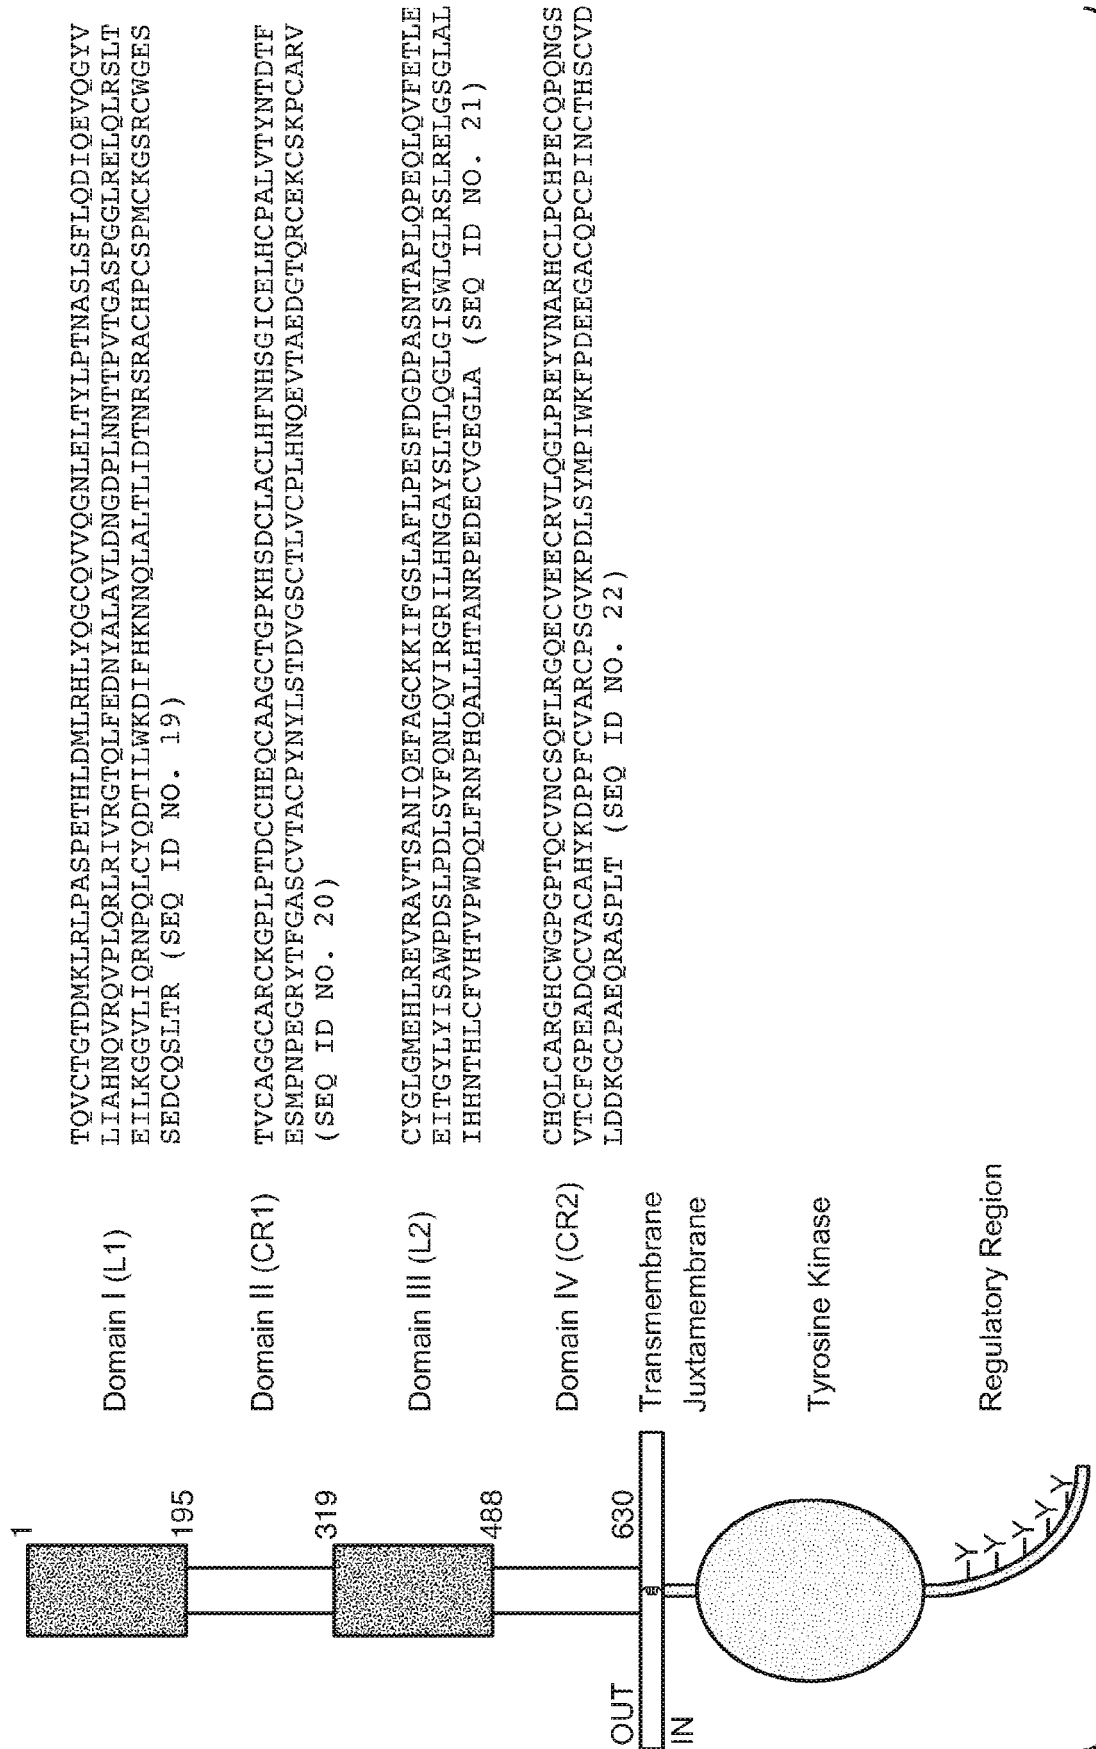 1
Domain I (L1)
TQVCTGTDMKLRLPASPETHLDMLRHLYQGCQVVQGNLELTYLPTNASLSFLQDIQEVQGYV
LIAHNQVRQVPLQRLRIVRGTQLFEDNYALAVLDNGDPLNNTTPVTGASPGGLRELQLRSLT
EILKGGVLIQRNPQLCYQDTILWKDIFHKNNQLALTLIDTNRSRACHPCSPMCKGSRCWGES
SEDCQSLTR (SEQ ID NO. 19)
195
Domain II (CR1)
TVCAGGCARCKGPLPTDCCHEQCAAGCTGPKHSDCLACLHFNHSGICELHCPALVTYNTDTF
ESMPNPEGRYTFGASCVTACPYNYLSTDVGSCTLVCPLHNQEVTAEDGTQRCEKCSKPCARV
(SEQ ID NO. 20)
319
Domain III (L2)
CYGLGMEHLREVRAVTSANIQEFAGCKKIFGSLAFLPESFDGDPASNTAPLQPEQLQVFETLE
EITGYLYISAWPDSLPDLSVFQNLQVIRGRILHNGAYSLTLQGLGISWLGLRSLRELGSGLAL
IHHNTHLCFVHTVPWDQLFRNPHQALLHTANRPEDECVGEGLA (SEQ ID NO. 21)
488
Domain IV (CR2)
CHQLCARGHCWGPGPTQCVNCSQFLRGQECVEECRVLQGLPREYVNARHCLPCHPECQPQNGS
VTCFGPEADQCVACAHYKDPPFCVARCPSGVKPDLSYMPIWKFPDEEGACQPCPINCTHSCVD
LDDKGCPAEQRASPLT (SEQ ID NO. 22)
630
OUT
Transmembrane
IN
Juxtamembrane
Tyrosine Kinase
Regulatory Region
Y
Y
Y
Y
Y